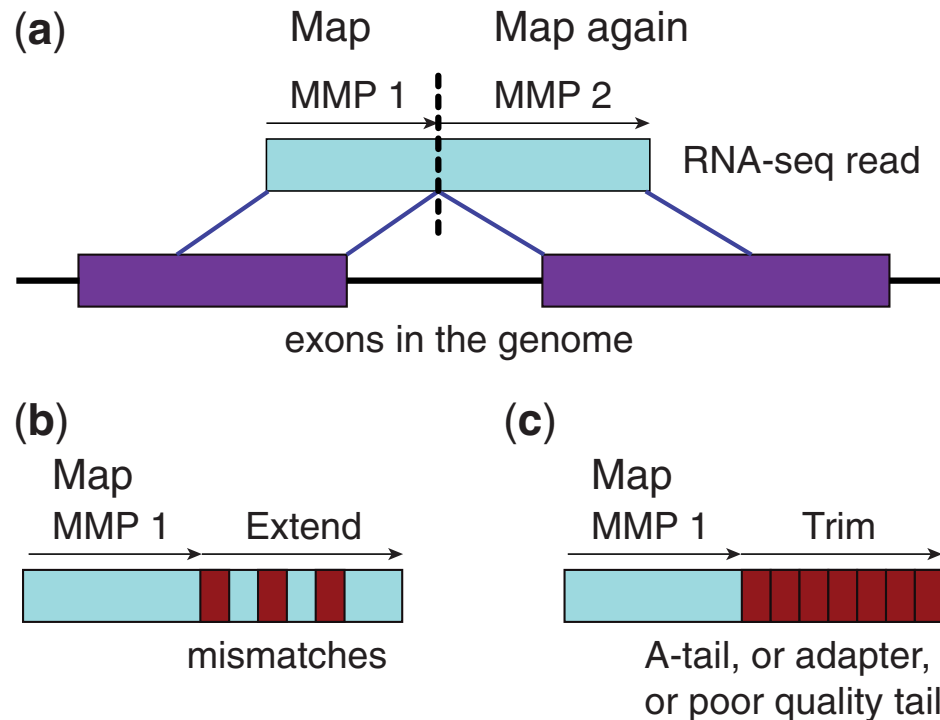 (a)
Map
Map again
MMP 1
MMP 2
RNA-seq read
exons in the genome
(b)
Map
MMP 1
Extend
mismatches
(c)
Map
MMP 1
Trim
A-tail, or adapter,
or poor quality tail